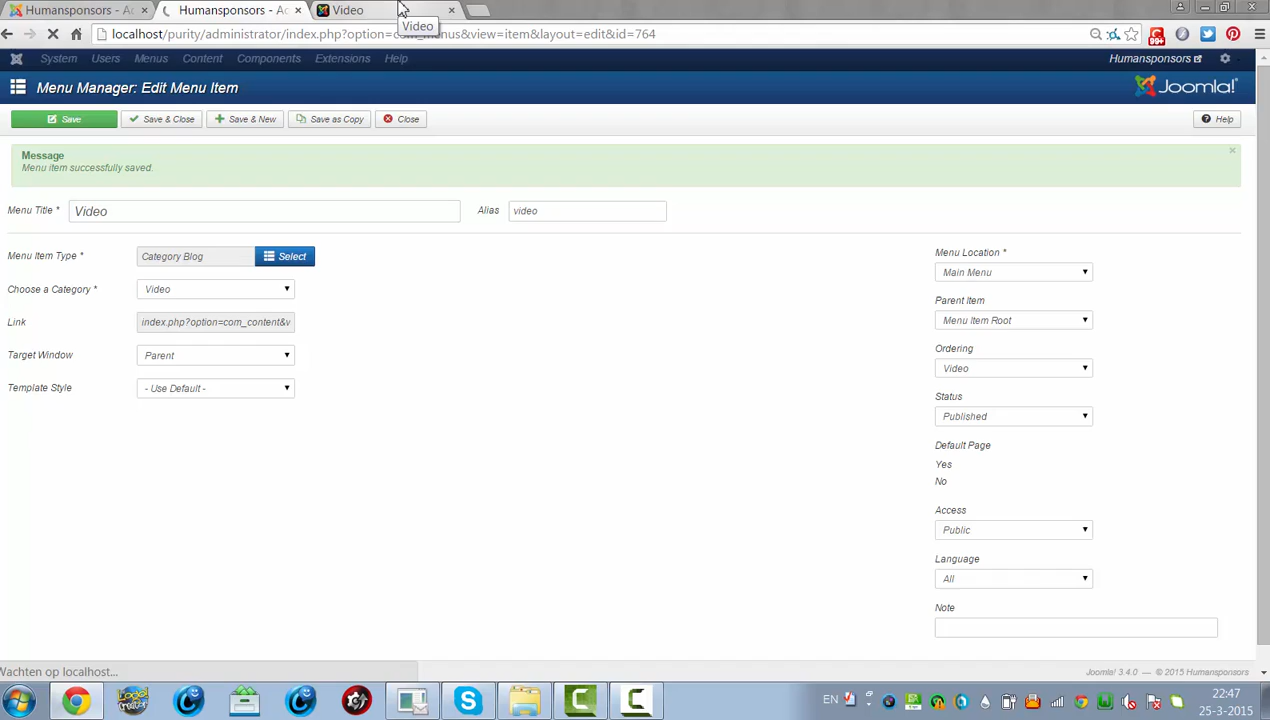 Humansponsors - Ac
Humansponsors - Ac
Video
Video
localhost/purity/administrator/index.php?option=com_menus&view=item&layout=edit&id=764
99+
System Users Menus Content Components Extensions Help
Humansponsors
Menu Manager: Edit Menu Item
Joomla!
Save
Save & Close
Save & New
Save as Copy
Close
Help
Message
Menu item successfully saved.
Menu Title * Video
Alias video
Menu Item Type * Category Blog Select
Choose a Category * Video
Link index.php?option=com_content&v
Target Window Parent
Template Style - Use Default -
Menu Location *
Main Menu
Parent Item
Menu Item Root
Ordering
Video
Status
Published
Default Page
Yes
No
Access
Public
Language
All
Note
Wachten op localhost...
Joomla! 3.4.0 — © 2015 Humansponsors
EN
22:47
25-3-2015